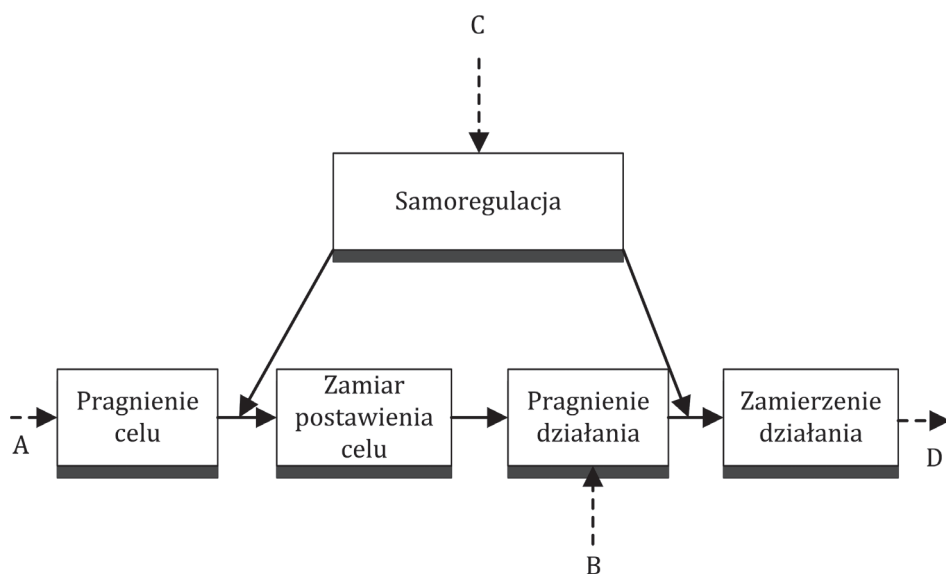 C
Samoregulacja
Pragnienie
celu
Zamiar
postawienia
celu
Pragnienie
działania
Zamierzenie
działania
A
D
B